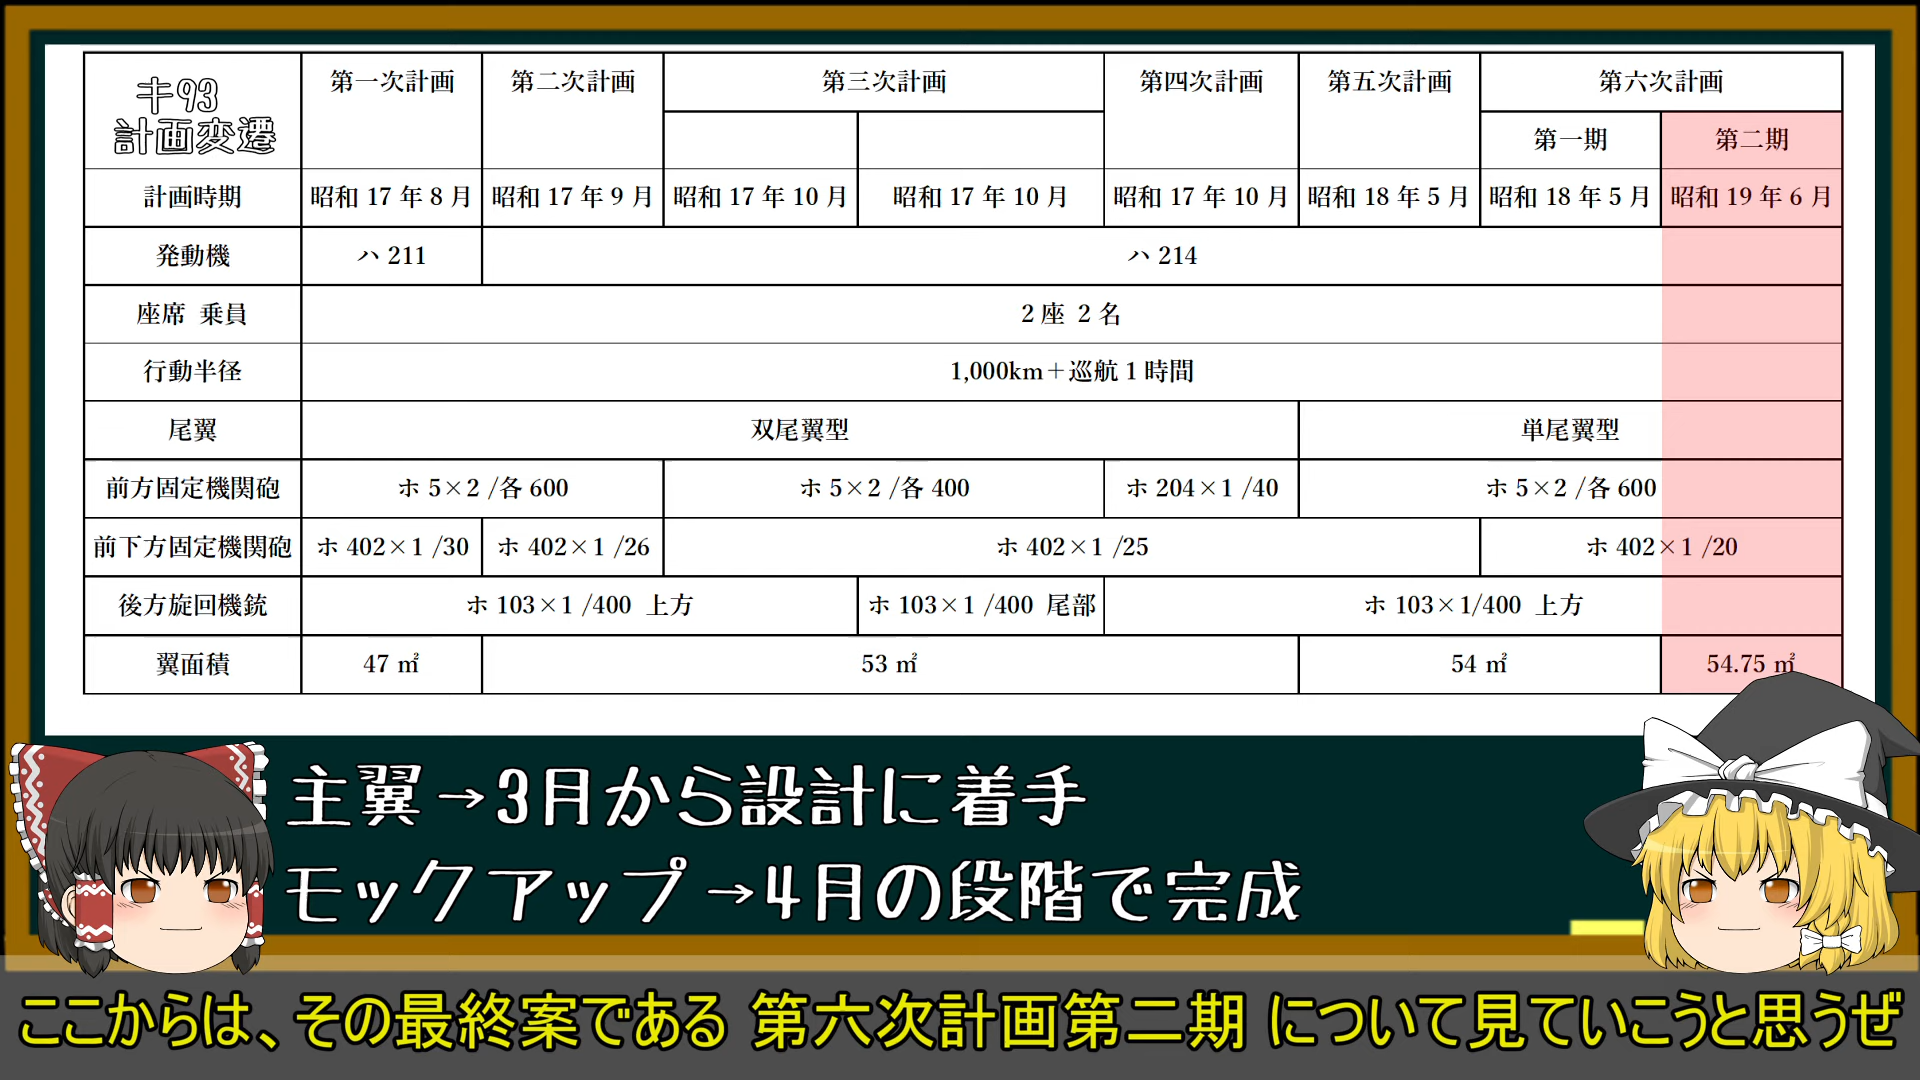 キ93
計画変遷
第一次計画 第二次計画 第三次計画 第四次計画 第五次計画 第六次計画
第一期 第二期
計画時期 昭和 17 年 8 月 昭和 17 年 9 月 昭和 17 年 10 月 昭和 17 年 10 月 昭和 17 年 10 月 昭和 18 年 5 月 昭和 18 年 5 月 昭和 19 年 6 月
発動機 ハ 211 ハ 214
座席 乗員 2 座 2 名
行動半径 1,000km＋巡航 1 時間
尾翼 双尾翼型 単尾翼型
前方固定機関砲 ホ 5×2 /各 600 ホ 5×2 /各 400 ホ 204×1 /40 ホ 5×2 /各 600
前下方固定機関砲 ホ 402×1 /30 ホ 402×1 /26 ホ 402×1 /25 ホ 402×1 /20
後方旋回機銃 ホ 103×1 /400 上方 ホ 103×1 /400 尾部 ホ 103×1/400 上方
翼面積 47 ㎡ 53 ㎡ 54 ㎡ 54.75 ㎡
主翼→3月から設計に着手
モックアップ→4月の段階で完成
ここからは、その最終案である 第六次計画第二期 について見ていこうと思うぜ